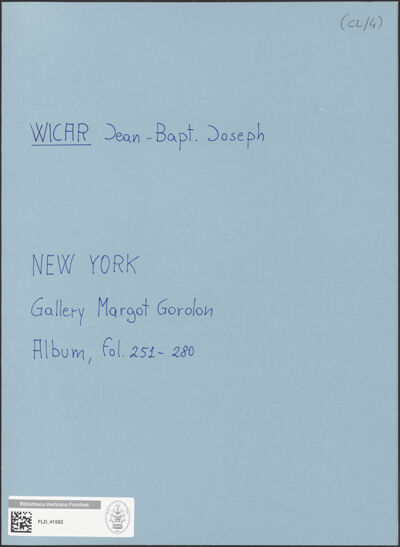 (CL/4)
WICAR Jean-Bapt. Joseph
NEW YORK
Gallery Margot Gordon
Album, fol. 251-280
Bibliotheca Hertziana Fotothek
FLD_41582